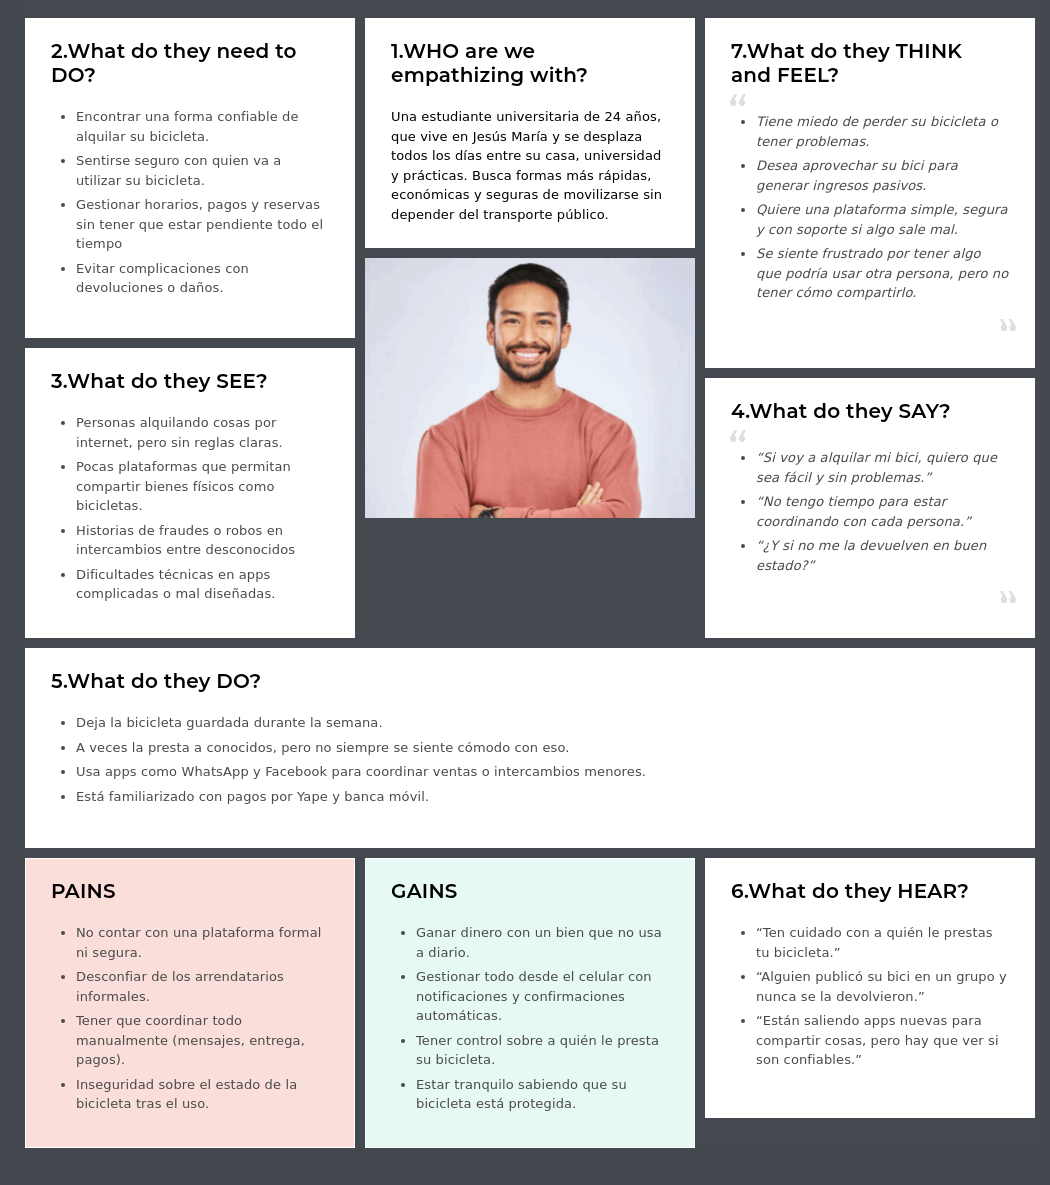 2.What do they need to
DO?
• Encontrar una forma confiable de
alquilar su bicicleta.
• Sentirse seguro con quien va a
utilizar su bicicleta.
• Gestionar horarios, pagos y reservas
sin tener que estar pendiente todo el
tiempo
• Evitar complicaciones con
devoluciones o daños.
1.WHO are we
empathizing with?
Una estudiante universitaria de 24 años,
que vive en Jesús María y se desplaza
todos los días entre su casa, universidad
y prácticas. Busca formas más rápidas,
económicas y seguras de movilizarse sin
depender del transporte público.
7.What do they THINK
and FEEL?
“
• Tiene miedo de perder su bicicleta o
tener problemas.
• Desea aprovechar su bici para
generar ingresos pasivos.
• Quiere una plataforma simple, segura
y con soporte si algo sale mal.
• Se siente frustrado por tener algo
que podría usar otra persona, pero no
tener cómo compartirlo.
”
3.What do they SEE?
• Personas alquilando cosas por
internet, pero sin reglas claras.
• Pocas plataformas que permitan
compartir bienes físicos como
bicicletas.
• Historias de fraudes o robos en
intercambios entre desconocidos
• Dificultades técnicas en apps
complicadas o mal diseñadas.
4.What do they SAY?
“
• “Si voy a alquilar mi bici, quiero que
sea fácil y sin problemas.”
• “No tengo tiempo para estar
coordinando con cada persona.”
• “¿Y si no me la devuelven en buen
estado?”
”
5.What do they DO?
• Deja la bicicleta guardada durante la semana.
• A veces la presta a conocidos, pero no siempre se siente cómodo con eso.
• Usa apps como WhatsApp y Facebook para coordinar ventas o intercambios menores.
• Está familiarizado con pagos por Yape y banca móvil.
PAINS
• No contar con una plataforma formal
ni segura.
• Desconfiar de los arrendatarios
informales.
• Tener que coordinar todo
manualmente (mensajes, entrega,
pagos).
• Inseguridad sobre el estado de la
bicicleta tras el uso.
GAINS
• Ganar dinero con un bien que no usa
a diario.
• Gestionar todo desde el celular con
notificaciones y confirmaciones
automáticas.
• Tener control sobre a quién le presta
su bicicleta.
• Estar tranquilo sabiendo que su
bicicleta está protegida.
6.What do they HEAR?
• “Ten cuidado con a quién le prestas
tu bicicleta.”
• “Alguien publicó su bici en un grupo y
nunca se la devolvieron.”
• “Están saliendo apps nuevas para
compartir cosas, pero hay que ver si
son confiables.”